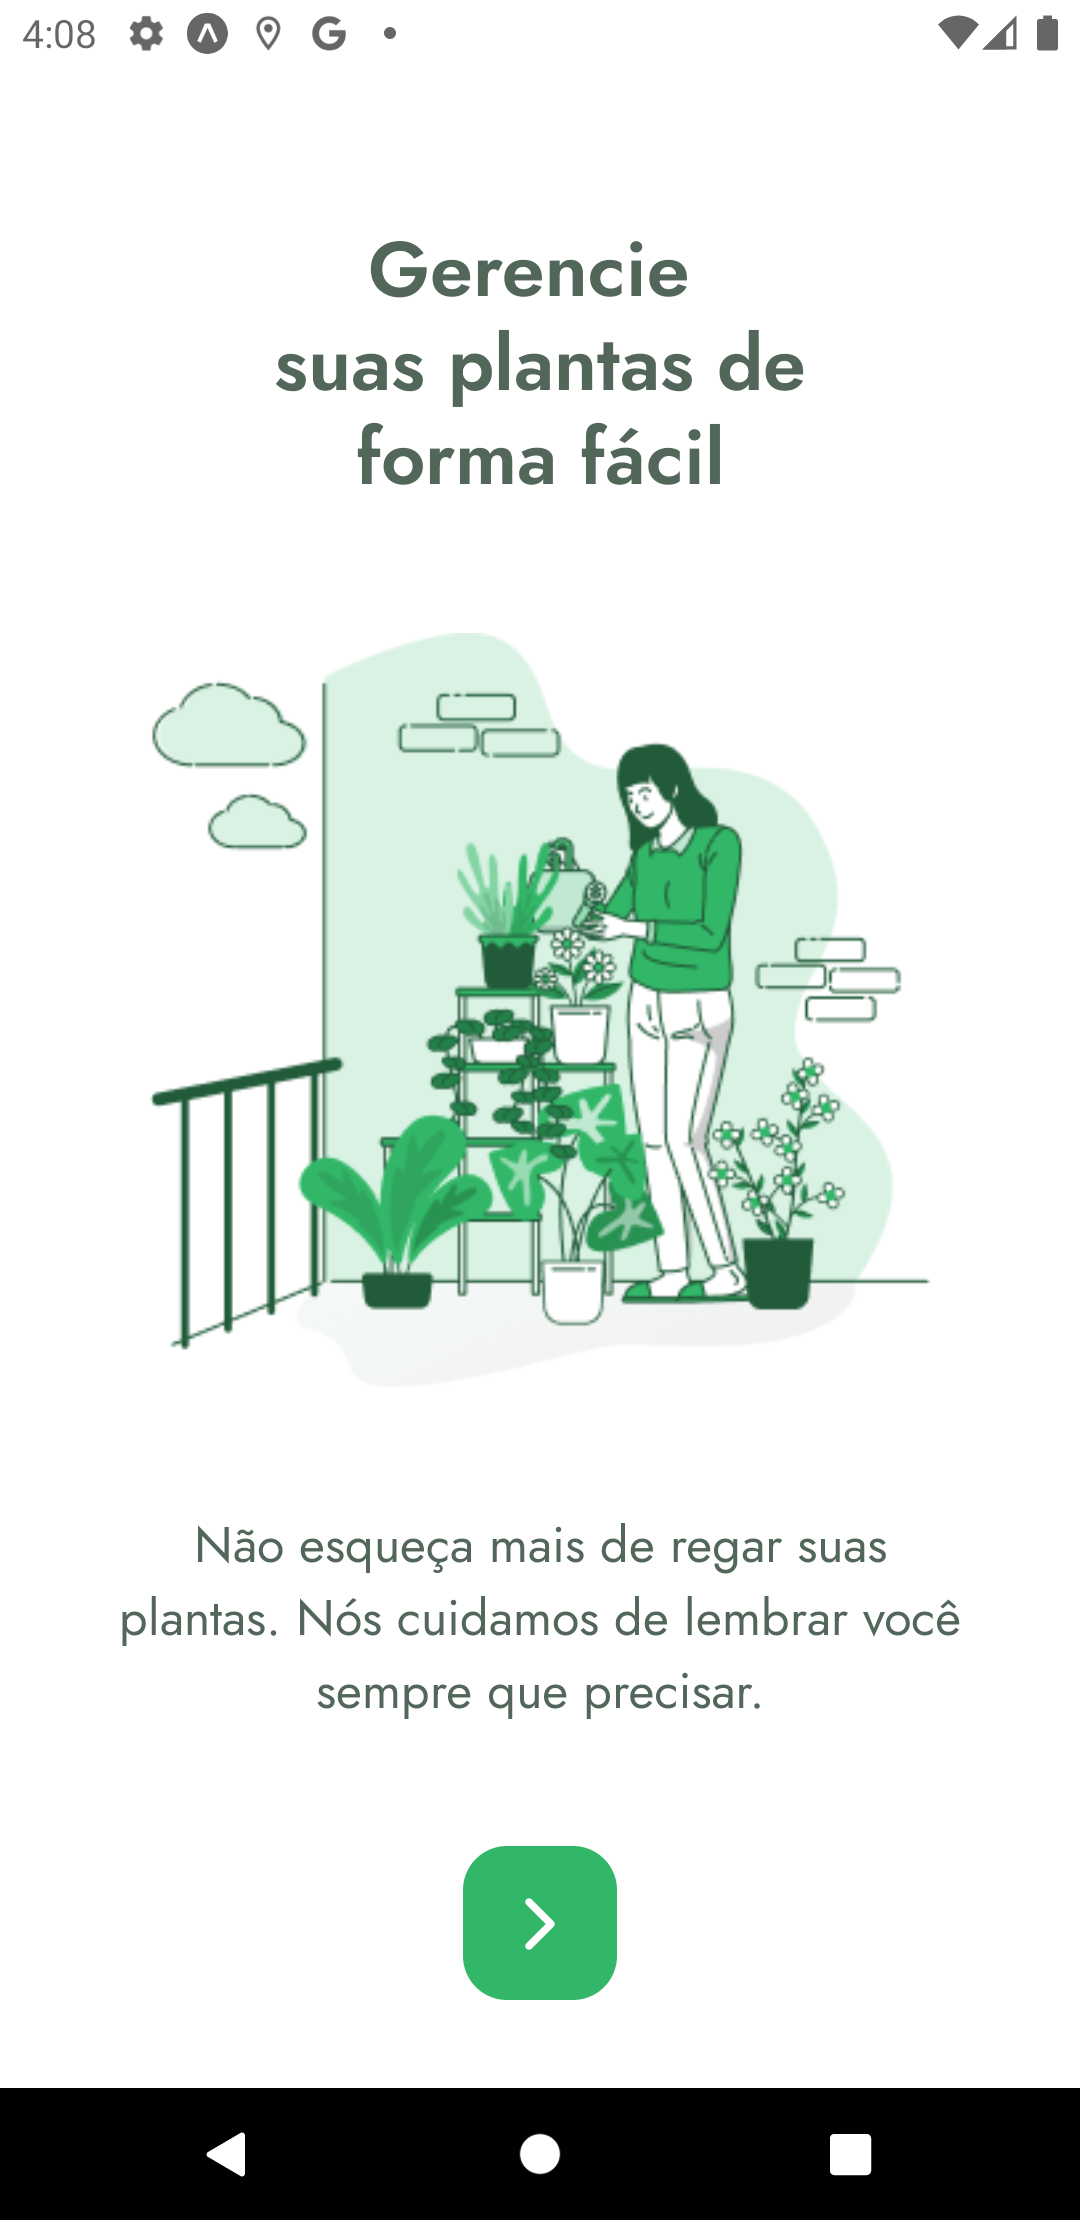 4:08
Gerencie
suas plantas de
forma fácil
Não esqueça mais de regar suas
plantas. Nós cuidamos de lembrar você
sempre que precisar.